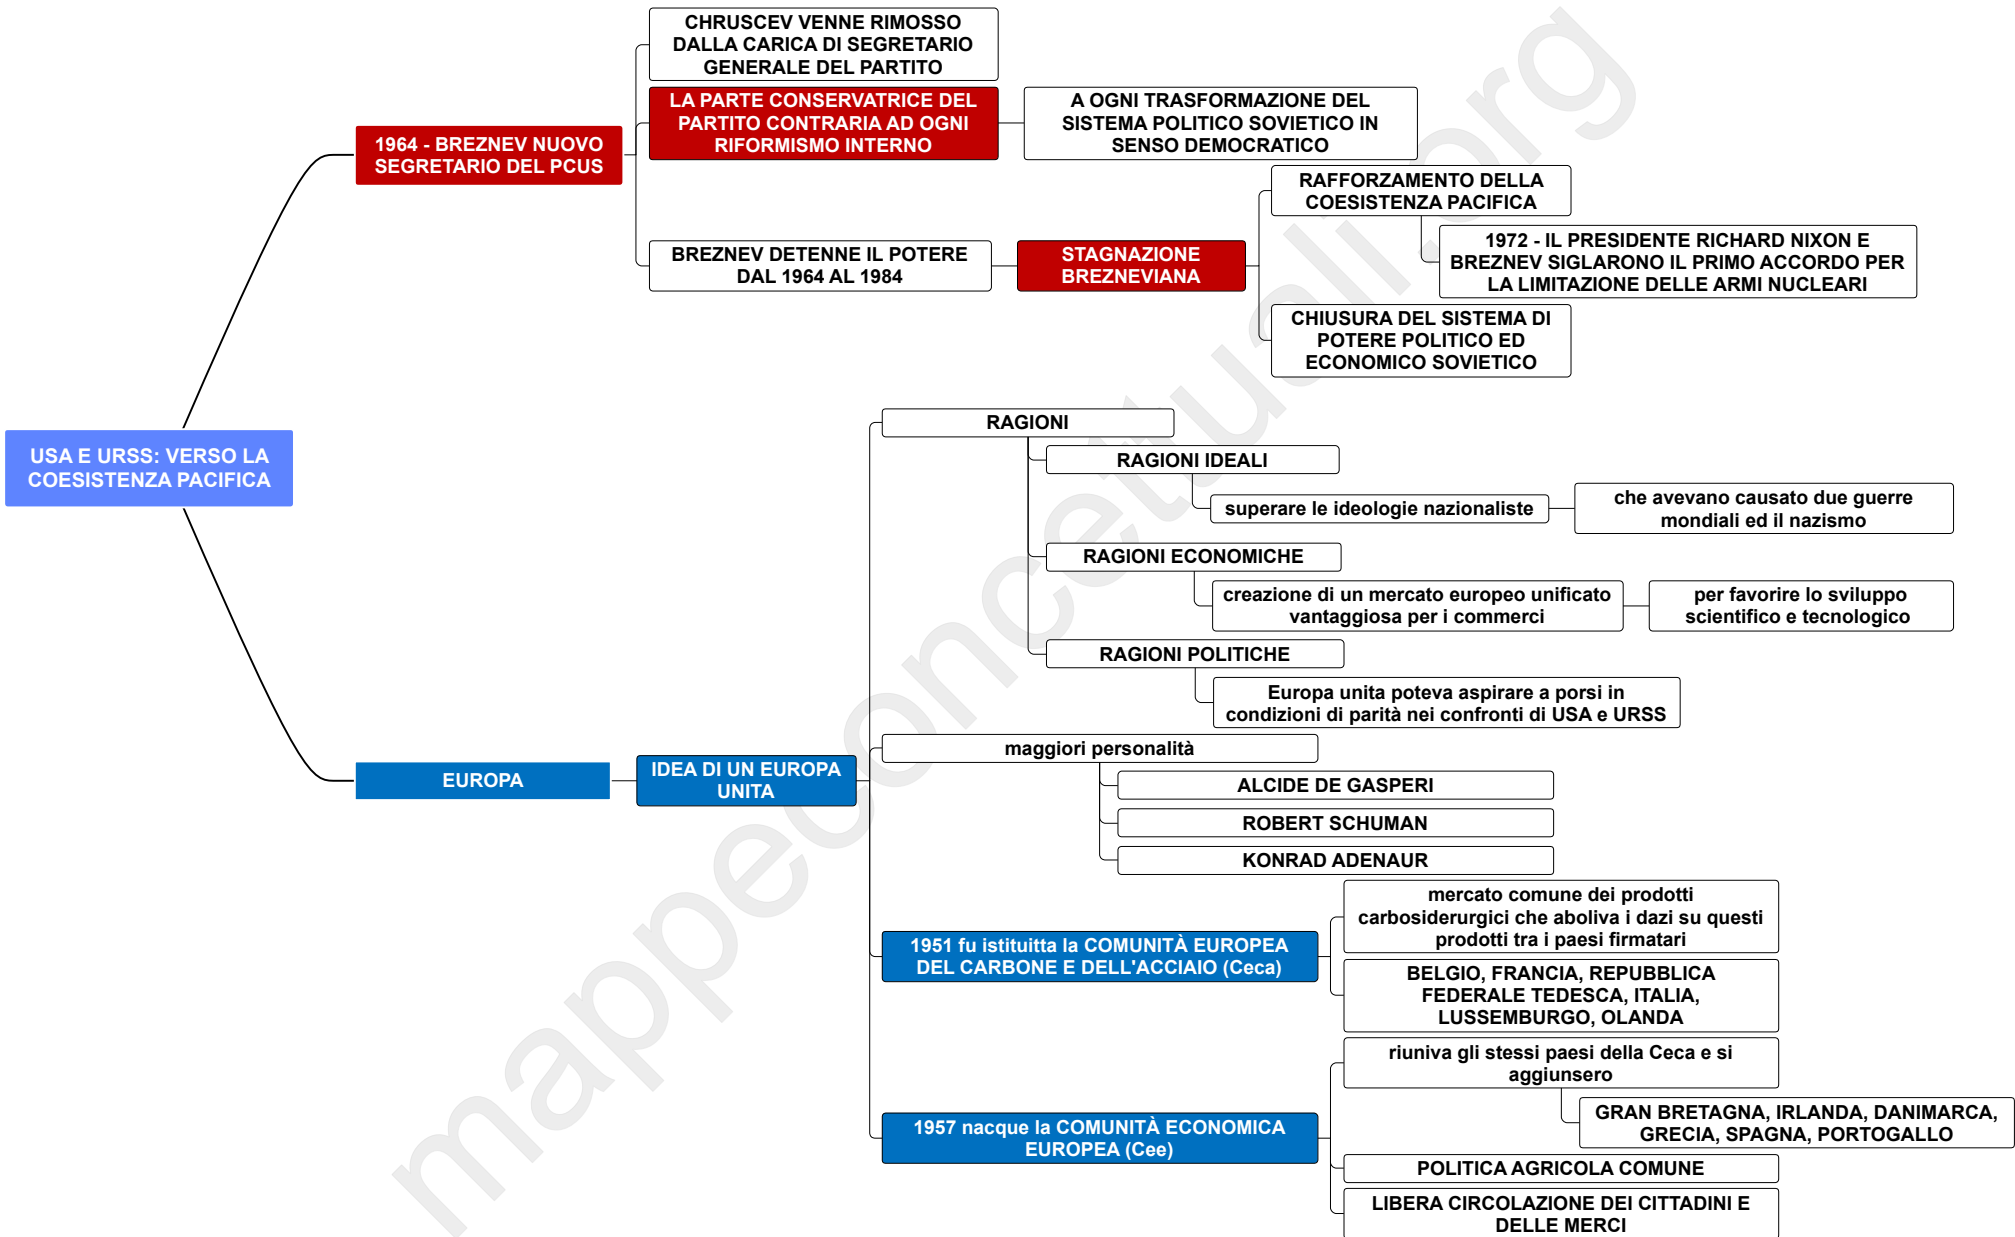 CHRUSCEV VENNE RIMOSSO
DALLA CARICA DI SEGRETARIO
GENERALE DEL PARTITO
1964 - BREZNEV NUOVO
SEGRETARIO DEL PCUS
LA PARTE CONSERVATRICE DEL
PARTITO CONTRARIA AD OGNI
RIFORMISMO INTERNO
A OGNI TRASFORMAZIONE DEL
SISTEMA POLITICO SOVIETICO IN
SENSO DEMOCRATICO
BREZNEV DETENNE IL POTERE
DAL 1964 AL 1984
STAGNAZIONE
BREZNEVIANA
RAFFORZAMENTO DELLA
COESISTENZA PACIFICA
1972 - IL PRESIDENTE RICHARD NIXON E
BREZNEV SIGLARONO IL PRIMO ACCORDO PER
LA LIMITAZIONE DELLE ARMI NUCLEARI
CHIUSURA DEL SISTEMA DI
POTERE POLITICO ED
ECONOMICO SOVIETICO
USA E URSS: VERSO LA
COESISTENZA PACIFICA
EUROPA
IDEA DI UN EUROPA
UNITA
RAGIONI
RAGIONI IDEALI
superare le ideologie nazionaliste
che avevano causato due guerre
mondiali ed il nazismo
RAGIONI ECONOMICHE
creazione di un mercato europeo unificato
vantaggiosa per i commerci
per favorire lo sviluppo
scientifico e tecnologico
RAGIONI POLITICHE
Europa unita poteva aspirare a porsi in
condizioni di parità nei confronti di USA e URSS
maggiori personalità
ALCIDE DE GASPERI
ROBERT SCHUMAN
KONRAD ADENAUR
1951 fu istituitta la COMUNITÀ EUROPEA
DEL CARBONE E DELL'ACCIAIO (Ceca)
mercato comune dei prodotti
carbosiderurgici che aboliva i dazi su questi
prodotti tra i paesi firmatari
BELGIO, FRANCIA, REPUBBLICA
FEDERALE TEDESCA, ITALIA,
LUSSEMBURGO, OLANDA
1957 nacque la COMUNITÀ ECONOMICA
EUROPEA (Cee)
riuniva gli stessi paesi della Ceca e si
aggiunsero
GRAN BRETAGNA, IRLANDA, DANIMARCA,
GRECIA, SPAGNA, PORTOGALLO
POLITICA AGRICOLA COMUNE
LIBERA CIRCOLAZIONE DEI CITTADINI E
DELLE MERCI
mappeconcettuali.org